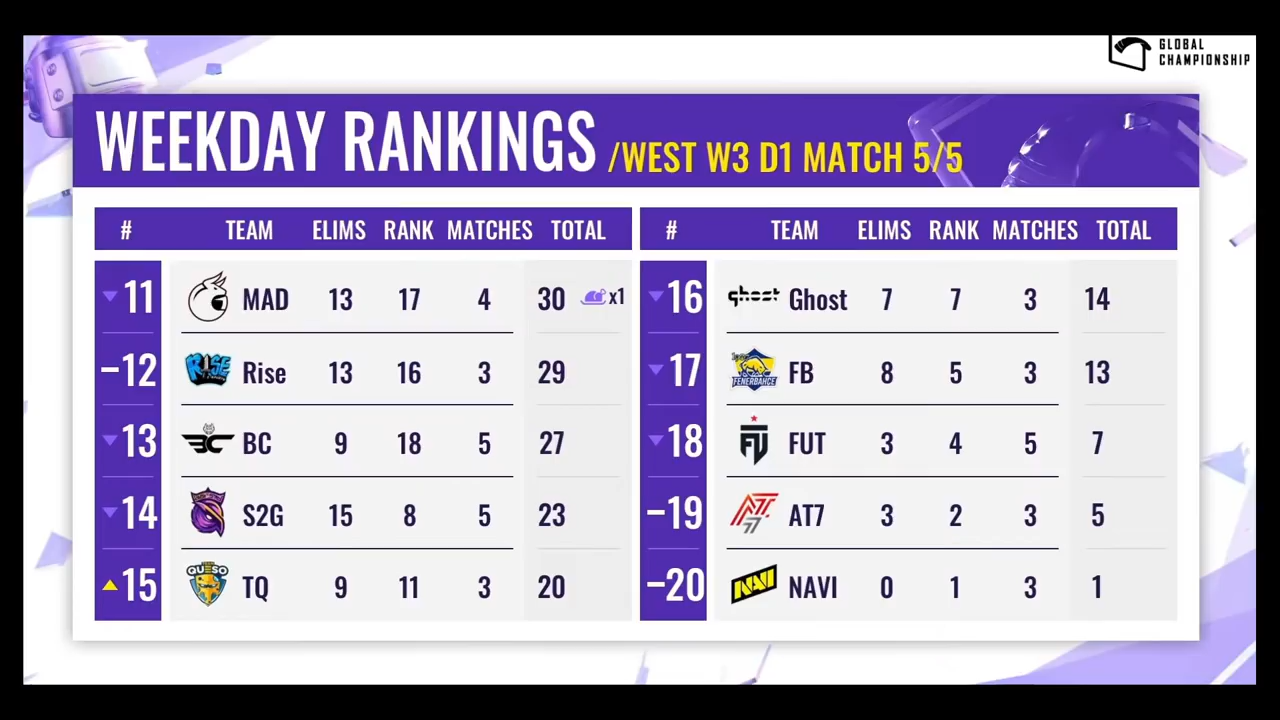 GLOBAL
CHAMPIONSHIP
WEEKDAY RANKINGS /WEST W3 D1 MATCH 5/5
# TEAM ELIMS RANK MATCHES TOTAL
11 MAD 13 17 4 30 x1
12 Rise 13 16 3 29
13 BC 9 18 5 27
14 S2G 15 8 5 23
15 TQ 9 11 3 20
# TEAM ELIMS RANK MATCHES TOTAL
16 ghost Ghost 7 7 3 14
17 FENERBAHCE FB 8 5 3 13
18 FUT 3 4 5 7
19 AT7 3 2 3 5
20 NAVI NAVI 0 1 3 1